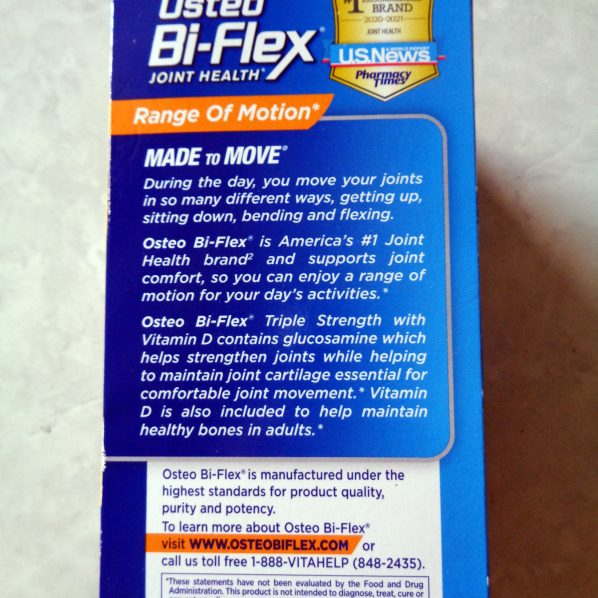 Osteo
Bi-Flex®
JOINT HEALTH*
#1
BRAND
2020-2021
JOINT HEALTH
U.S.News
& WORLD REPORT
Pharmacy
Times®
Range Of Motion*
MADE TO MOVE®
During the day, you move your joints
in so many different ways, getting up,
sitting down, bending and flexing.
Osteo Bi-Flex® is America's #1 Joint
Health brand² and supports joint
comfort, so you can enjoy a range of
motion for your day's activities.*
Osteo Bi-Flex® Triple Strength with
Vitamin D contains glucosamine which
helps strengthen joints while helping
to maintain joint cartilage essential for
comfortable joint movement.* Vitamin
D is also included to help maintain
healthy bones in adults.*
Osteo Bi-Flex® is manufactured under the
highest standards for product quality,
purity and potency.
To learn more about Osteo Bi-Flex®
visit WWW.OSTEOBIFLEX.COM or
call us toll free 1-888-VITAHELP (848-2435).
*These statements have not been evaluated by the Food and Drug
Administration. This product is not intended to diagnose, treat, cure or